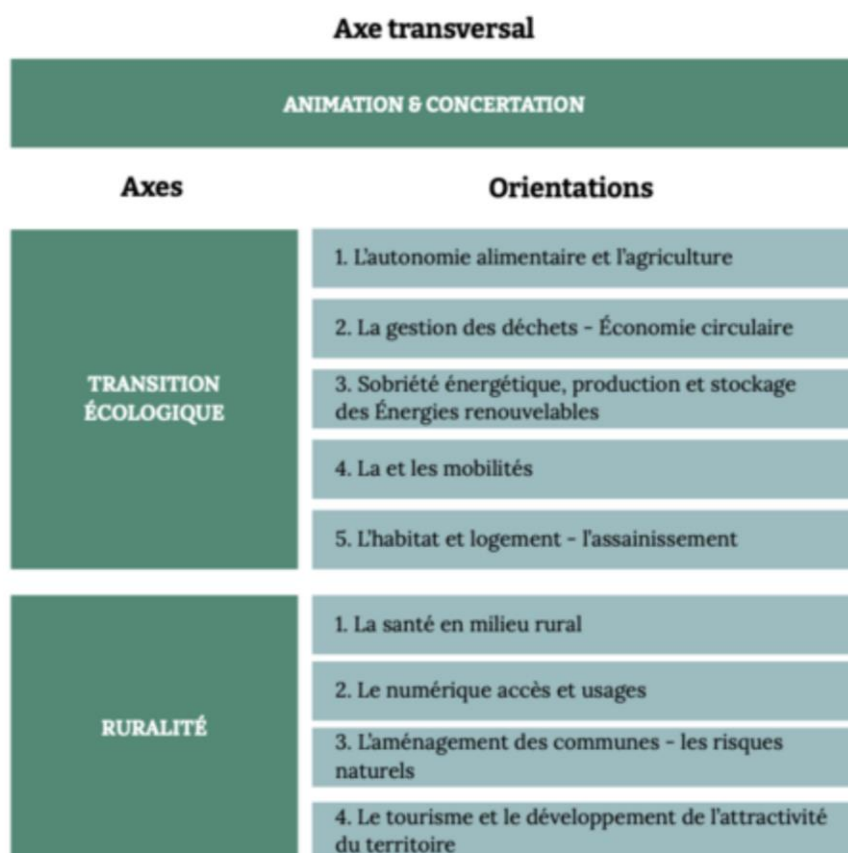 Axe transversal
ANIMATION & CONCERTATION
Axes
Orientations
TRANSITION
ÉCOLOGIQUE
1. L'autonomie alimentaire et l'agriculture
2. La gestion des déchets - Économie circulaire
3. Sobriété énergétique, production et stockage
des Énergies renouvelables
4. La et les mobilités
5. L'habitat et logement - l'assainissement
RURALITÉ
1. La santé en milieu rural
2. Le numérique accès et usages
3. L'aménagement des communes - les risques
naturels
4. Le tourisme et le développement de l'attractivité
du territoire